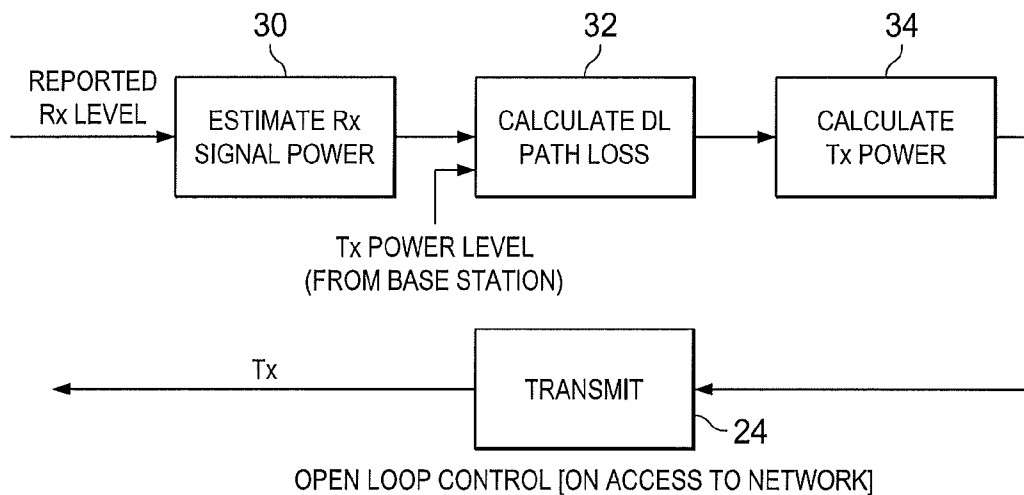 30
32
34
REPORTED
Rx LEVEL
ESTIMATE Rx
SIGNAL POWER
CALCULATE DL
PATH LOSS
CALCULATE
Tx POWER
Tx POWER LEVEL
(FROM BASE STATION)
Tx
TRANSMIT
24
OPEN LOOP CONTROL [ON ACCESS TO NETWORK]